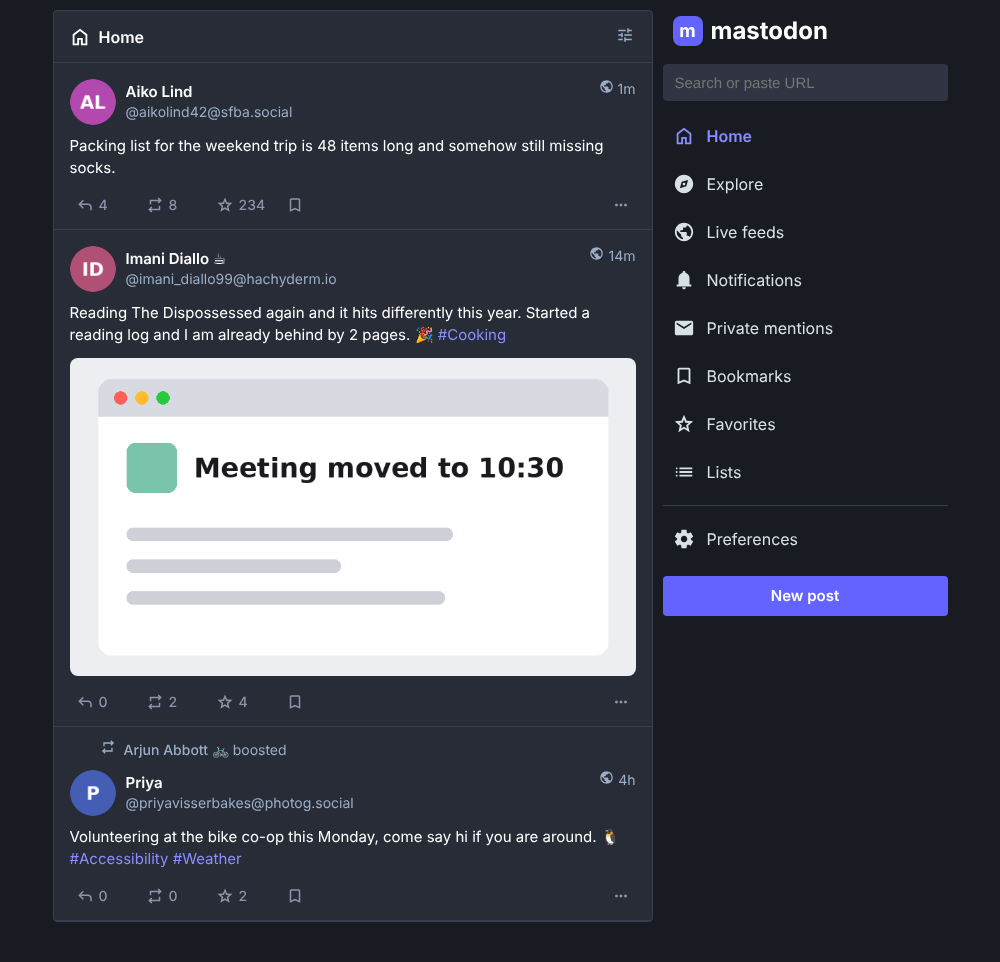 Home
AL
Aiko Lind
1m
@aikolind42@sfba.social
Packing list for the weekend trip is 48 items long and somehow still missing
socks.
4 8 234
ID
Imani Diallo ☕
14m
@imani_diallo99@hachyderm.io
Reading The Dispossessed again and it hits differently this year. Started a
reading log and I am already behind by 2 pages. 🎉 #Cooking
Meeting moved to 10:30
0 2 4
Arjun Abbott 🚲 boosted
P
Priya
4h
@priyavisserbakes@photog.social
Volunteering at the bike co-op this Monday, come say hi if you are around. 🐧
#Accessibility #Weather
0 0 2
m mastodon
Search or paste URL
Home
Explore
Live feeds
Notifications
Private mentions
Bookmarks
Favorites
Lists
Preferences
New post